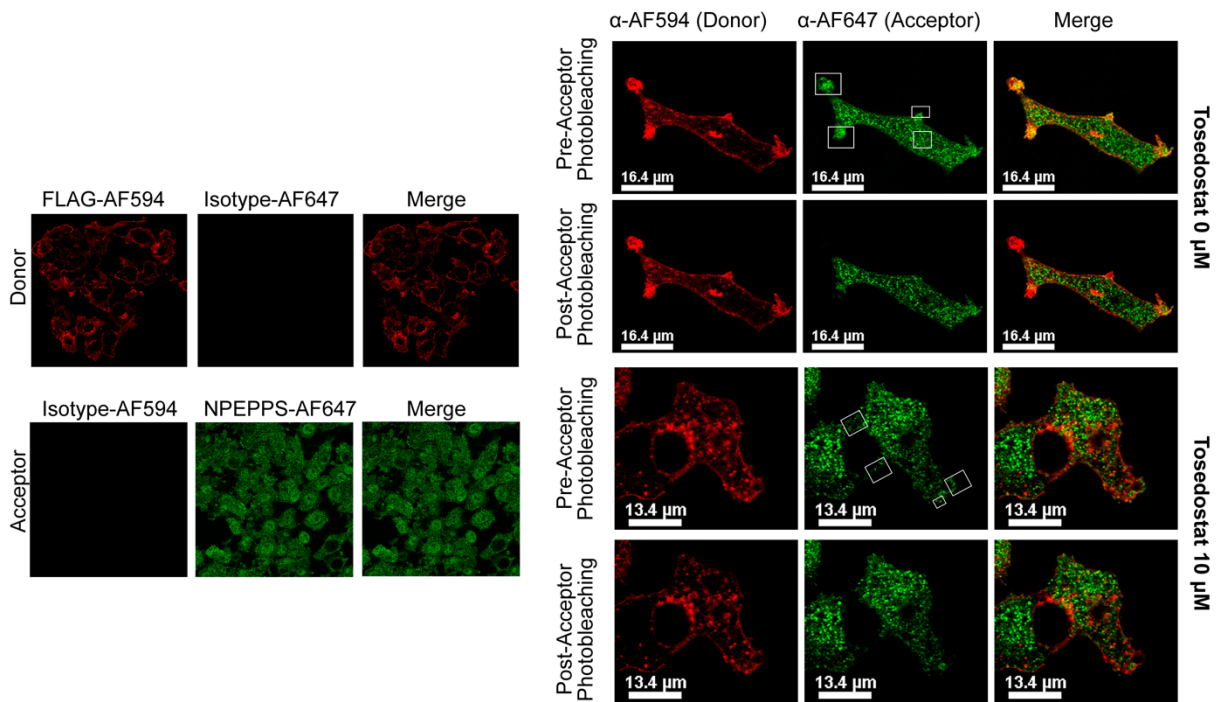 α-AF594 (Donor)
α-AF647 (Acceptor)
Merge
Pre-Acceptor
Photobleaching
16.4 µm
16.4 µm
16.4 µm
Post-Acceptor
Photobleaching
16.4 µm
16.4 µm
16.4 µm
Tosedostat 0 µM
FLAG-AF594
Isotype-AF647
Merge
Donor
Isotype-AF594
NPEPPS-AF647
Merge
Acceptor
Pre-Acceptor
Photobleaching
13.4 µm
13.4 µm
13.4 µm
Post-Acceptor
Photobleaching
13.4 µm
13.4 µm
13.4 µm
Tosedostat 10 µM